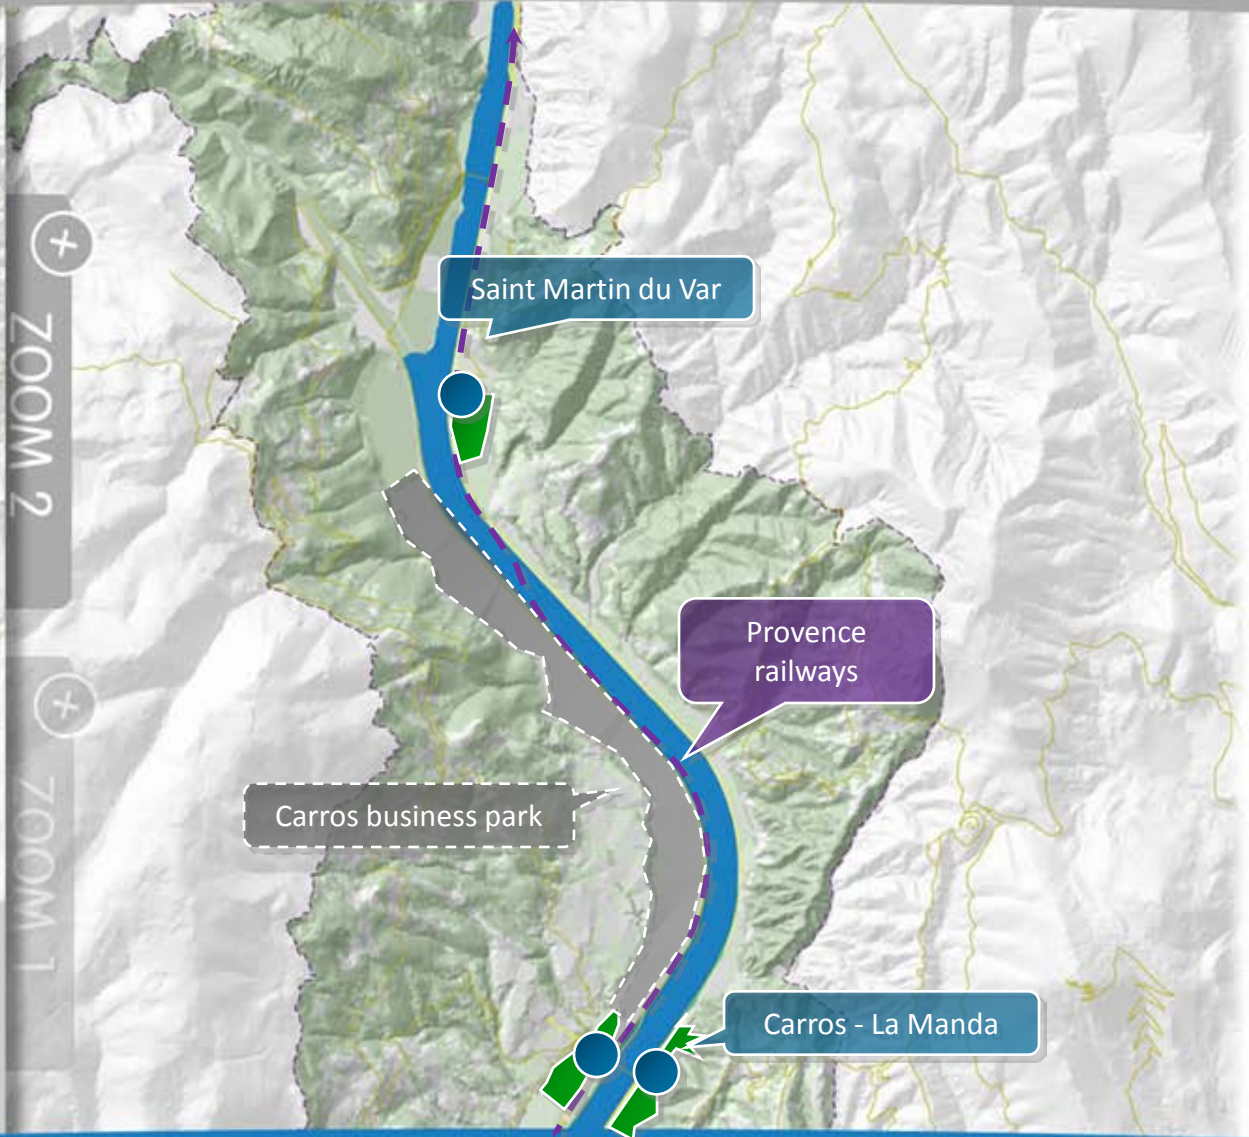 Saint Martin du Var
ZOOM 2
Provence
railways
Carros business park
ZOOM 1
Carros - La Manda